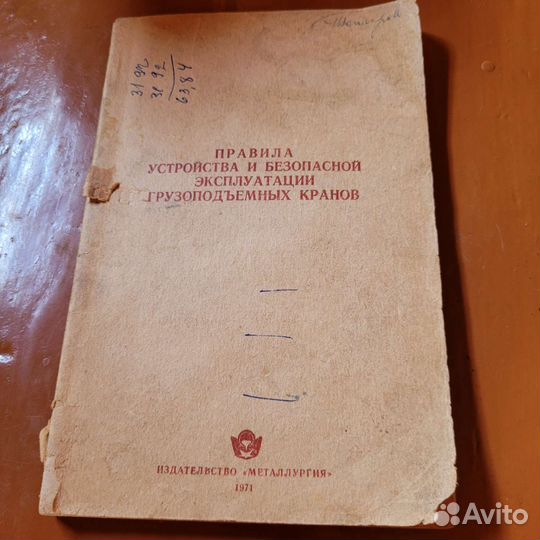 31 92
31 92
63,84
ПРАВИЛА
УСТРОЙСТВА И БЕЗОПАСНОЙ
ЭКСПЛУАТАЦИИ
ГРУЗОПОДЪЕМНЫХ КРАНОВ
ИЗДАТЕЛЬСТВО «МЕТАЛЛУРГИЯ»
1971
Avito